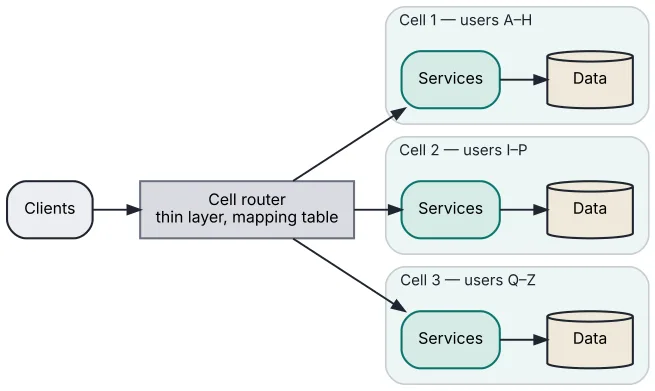 Cell 1 — users A–H
Services
Data
Cell 2 — users I–P
Clients
Cell router
thin layer, mapping table
Services
Data
Cell 3 — users Q–Z
Services
Data